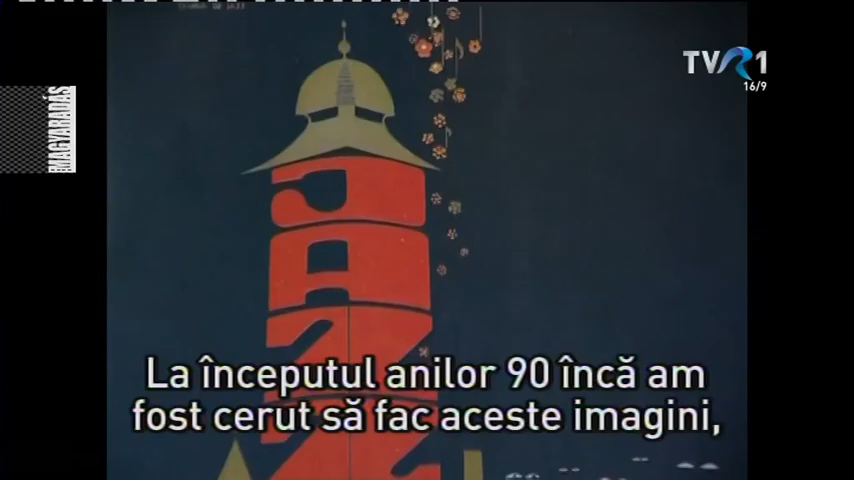 TVR1
16/9
MAGYARADÁS
JAZZ
La începutul anilor 90 încă am
fost cerut să fac aceste imagini,